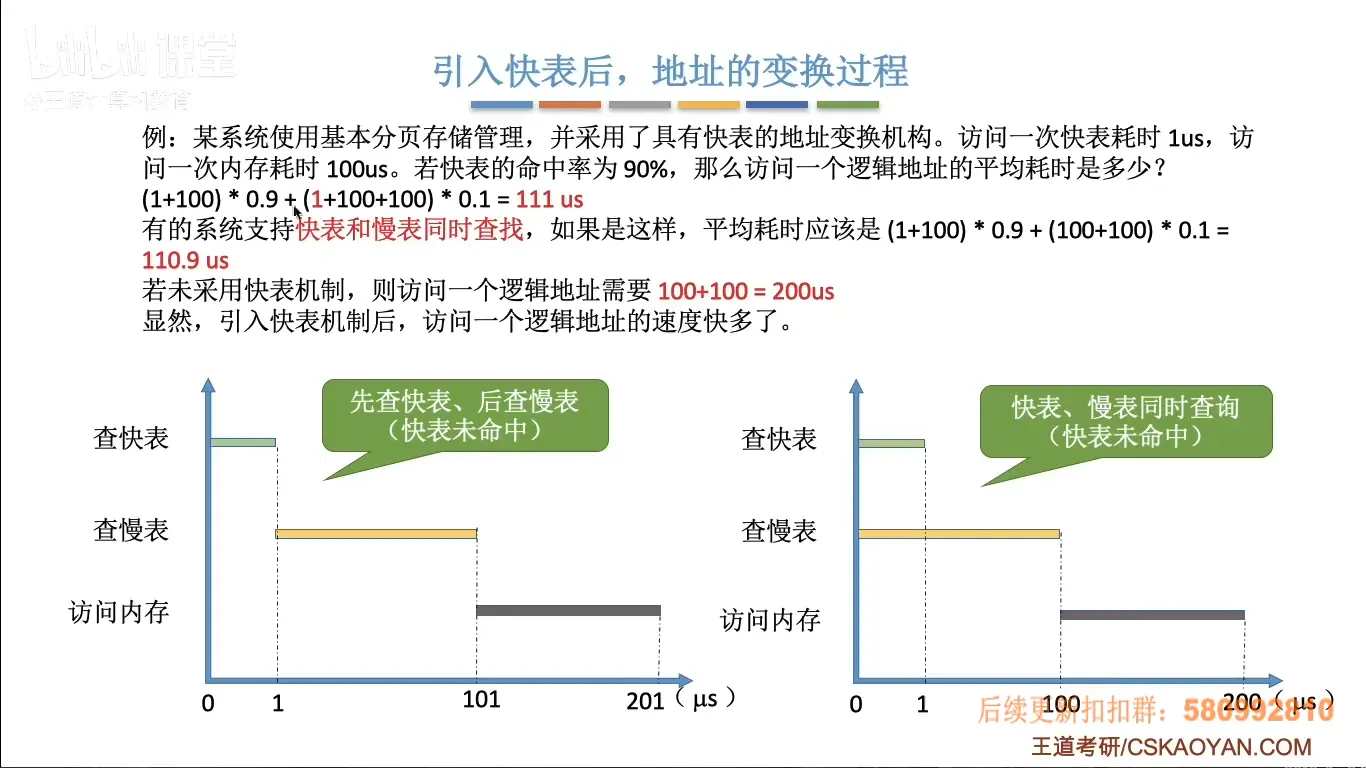 bilibili 课堂
@王道计算机教育
引入快表后，地址的变换过程
例：某系统使用基本分页存储管理，并采用了具有快表的地址变换机构。访问一次快表耗时 1us，访
问一次内存耗时 100us。若快表的命中率为 90%，那么访问一个逻辑地址的平均耗时是多少？
(1+100) * 0.9 + (1+100+100) * 0.1 = 111 us
有的系统支持快表和慢表同时查找，如果是这样，平均耗时应该是 (1+100) * 0.9 + (100+100) * 0.1 =
110.9 us
若未采用快表机制，则访问一个逻辑地址需要 100+100 = 200us
显然，引入快表机制后，访问一个逻辑地址的速度快多了。
先查快表、后查慢表
（快表未命中）
查快表
查慢表
访问内存
0 1 101 201（μs）
快表、慢表同时查询
（快表未命中）
查快表
查慢表
访问内存
0 1 100 200（μs）
后续更新扣扣群：580992810
王道考研/CSKAOYAN.COM